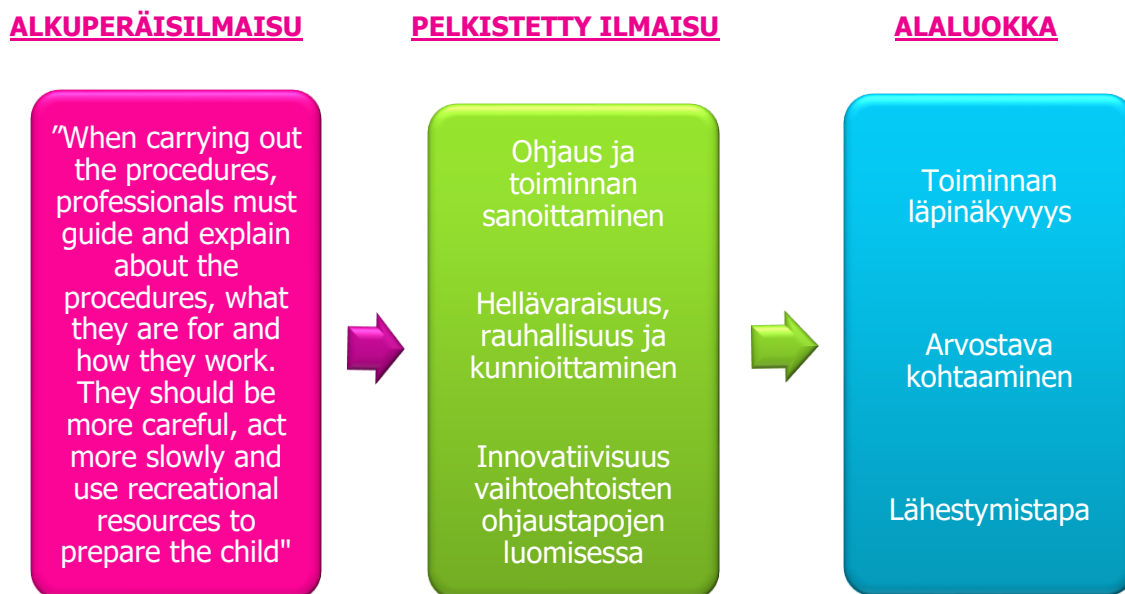 ALKUPERÄISILMAISU
PELKISTETTY ILMAISU
ALALUOKKA
”When carrying out
the procedures,
professionals must
guide and explain
about the
procedures, what
they are for and
how they work.
They should be
more careful, act
more slowly and
use recreational
resources to
prepare the child"
Ohjaus ja
toiminnan
sanoittaminen
Hellävaraisuus,
rauhallisuus ja
kunnioittaminen
Innovatiivisuus
vaihtoehtoisten
ohjaustapojen
luomisessa
Toiminnan
läpinäkyvyys
Arvostava
kohtaaminen
Lähestymistapa